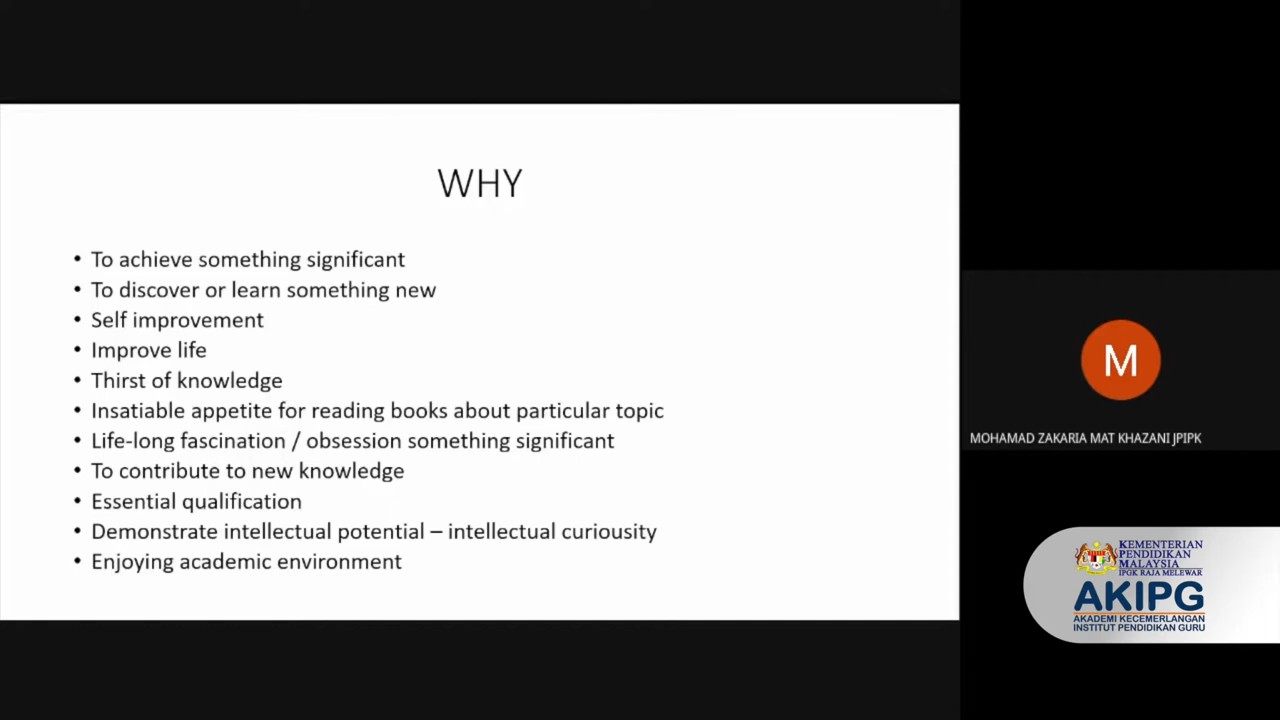 WHY
• To achieve something significant
• To discover or learn something new
• Self improvement
• Improve life
• Thirst of knowledge
• Insatiable appetite for reading books about particular topic
• Life-long fascination / obsession something significant
• To contribute to new knowledge
• Essential qualification
• Demonstrate intellectual potential – intellectual curiousity
• Enjoying academic environment
M
MOHAMAD ZAKARIA MAT KHAZANI JPIPK
KEMENTERIAN
PENDIDIKAN
MALAYSIA
IPGK RAJA MELEWAR
AKIPG
AKADEMI KECEMERLANGAN
INSTITUT PENDIDIKAN GURU